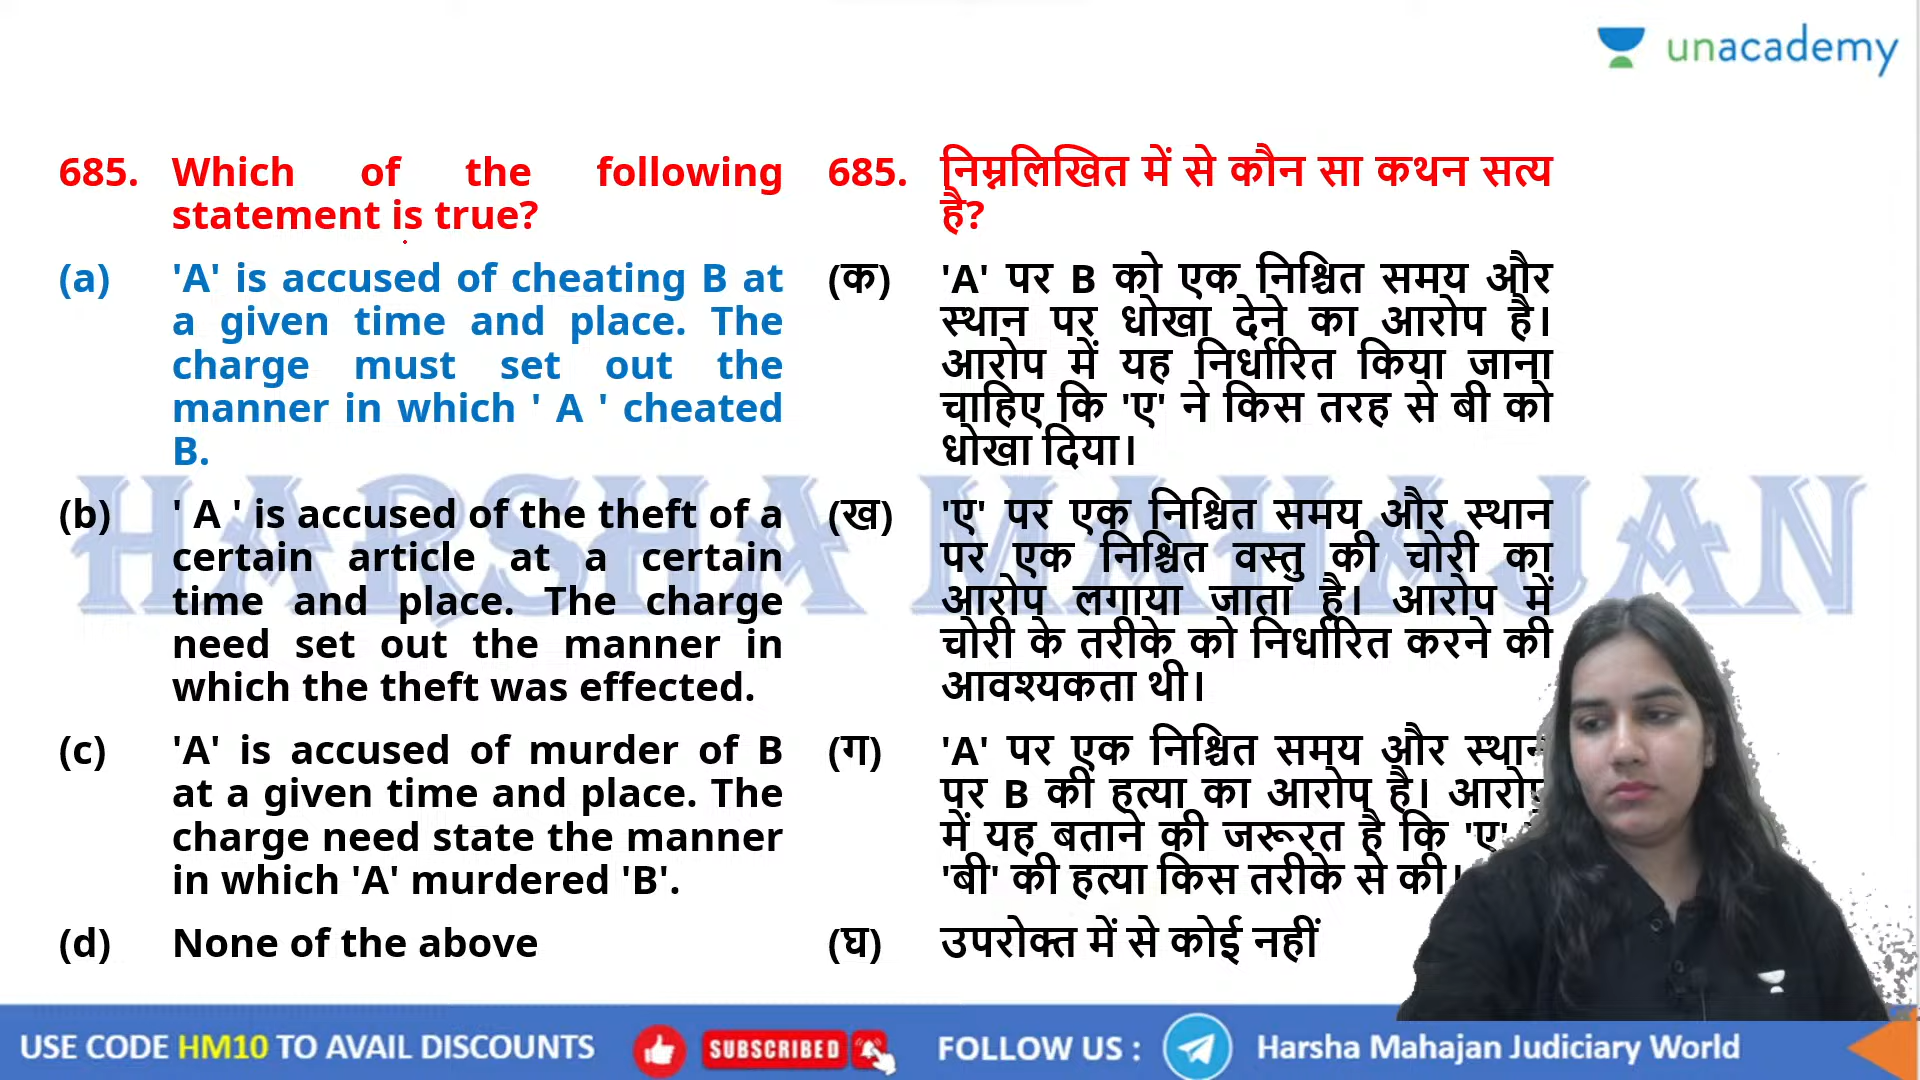 unacademy
685. Which of the following
statement is true?
(a) 'A' is accused of cheating B at
a given time and place. The
charge must set out the
manner in which ' A ' cheated
B.
(b) ' A ' is accused of the theft of a
certain article at a certain
time and place. The charge
need set out the manner in
which the theft was effected.
(c) 'A' is accused of murder of B
at a given time and place. The
charge need state the manner
in which 'A' murdered 'B'.
(d) None of the above
685. निम्नलिखित में से कौन सा कथन सत्य
है?
(क) 'A' पर B को एक निश्चित समय और
स्थान पर धोखा देने का आरोप है।
आरोप में यह निर्धारित किया जाना
चाहिए कि 'ए' ने किस तरह से बी को
धोखा दिया।
(ख) 'ए' पर एक निश्चित समय और स्थान
पर एक निश्चित वस्तु की चोरी का
आरोप लगाया जाता है। आरोप में
चोरी के तरीके को निर्धारित करने की
आवश्यकता थी।
(ग) 'A' पर एक निश्चित समय और स्थान
पर B की हत्या का आरोप है। आरोप
में यह बताने की जरूरत है कि 'ए'
'बी' की हत्या किस तरीके से की।
(घ) उपरोक्त में से कोई नहीं
HARSHA MAHAJAN
USE CODE HM10 TO AVAIL DISCOUNTS
SUBSCRIBED
FOLLOW US :
Harsha Mahajan Judiciary World